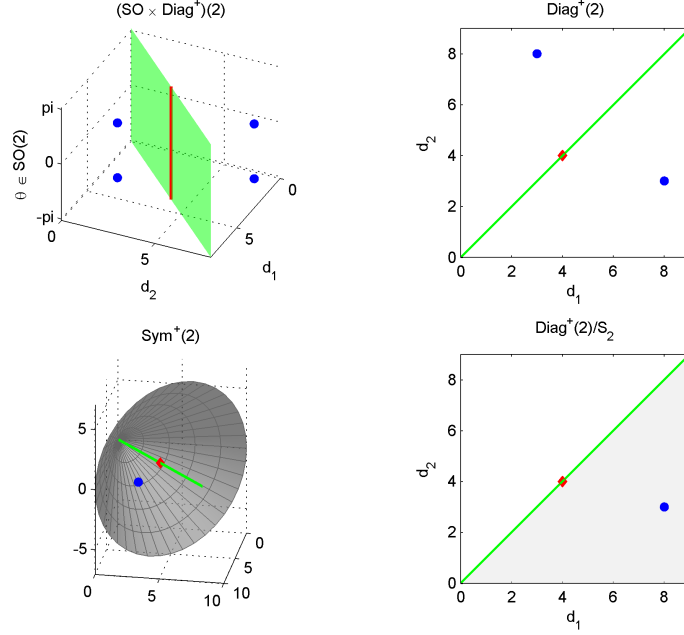 (SO × Diag⁺)(2)
pi
0
-pi
θ ∈ SO(2)
0
5
d₂
0
5
d₁
Diag⁺(2)
8
6
4
2
0
d₂
0 2 4 6 8
d₁
Sym⁺(2)
5
0
-5
0
5
10
0
5
10
Diag⁺(2)/S₂
8
6
4
2
0
d₂
0 2 4 6 8
d₁